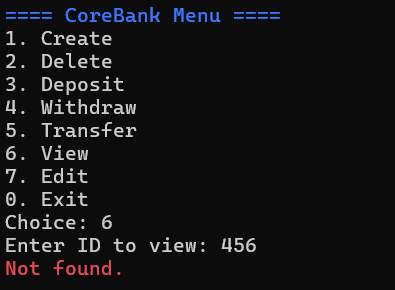 ==== CoreBank Menu ====
1. Create
2. Delete
3. Deposit
4. Withdraw
5. Transfer
6. View
7. Edit
0. Exit
Choice: 6
Enter ID to view: 456
Not found.